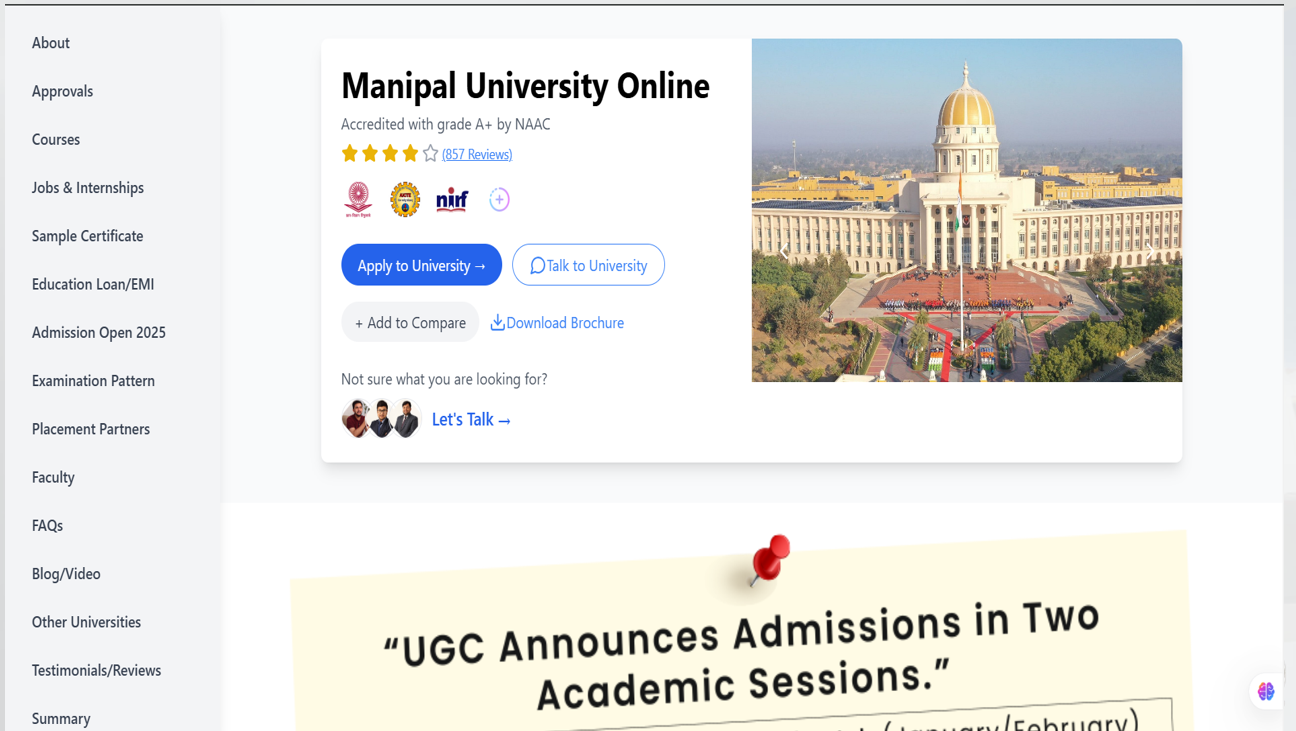 About
Approvals
Courses
Jobs & Internships
Sample Certificate
Education Loan/EMI
Admission Open 2025
Examination Pattern
Placement Partners
Faculty
FAQs
Blog/Video
Other Universities
Testimonials/Reviews
Summary
Manipal University Online
Accredited with grade A+ by NAAC
(857 Reviews)
nirf
Apply to University →
Talk to University
+ Add to Compare
Download Brochure
Not sure what you are looking for?
Let's Talk →
“UGC Announces Admissions in Two
Academic Sessions.”
(January/February)